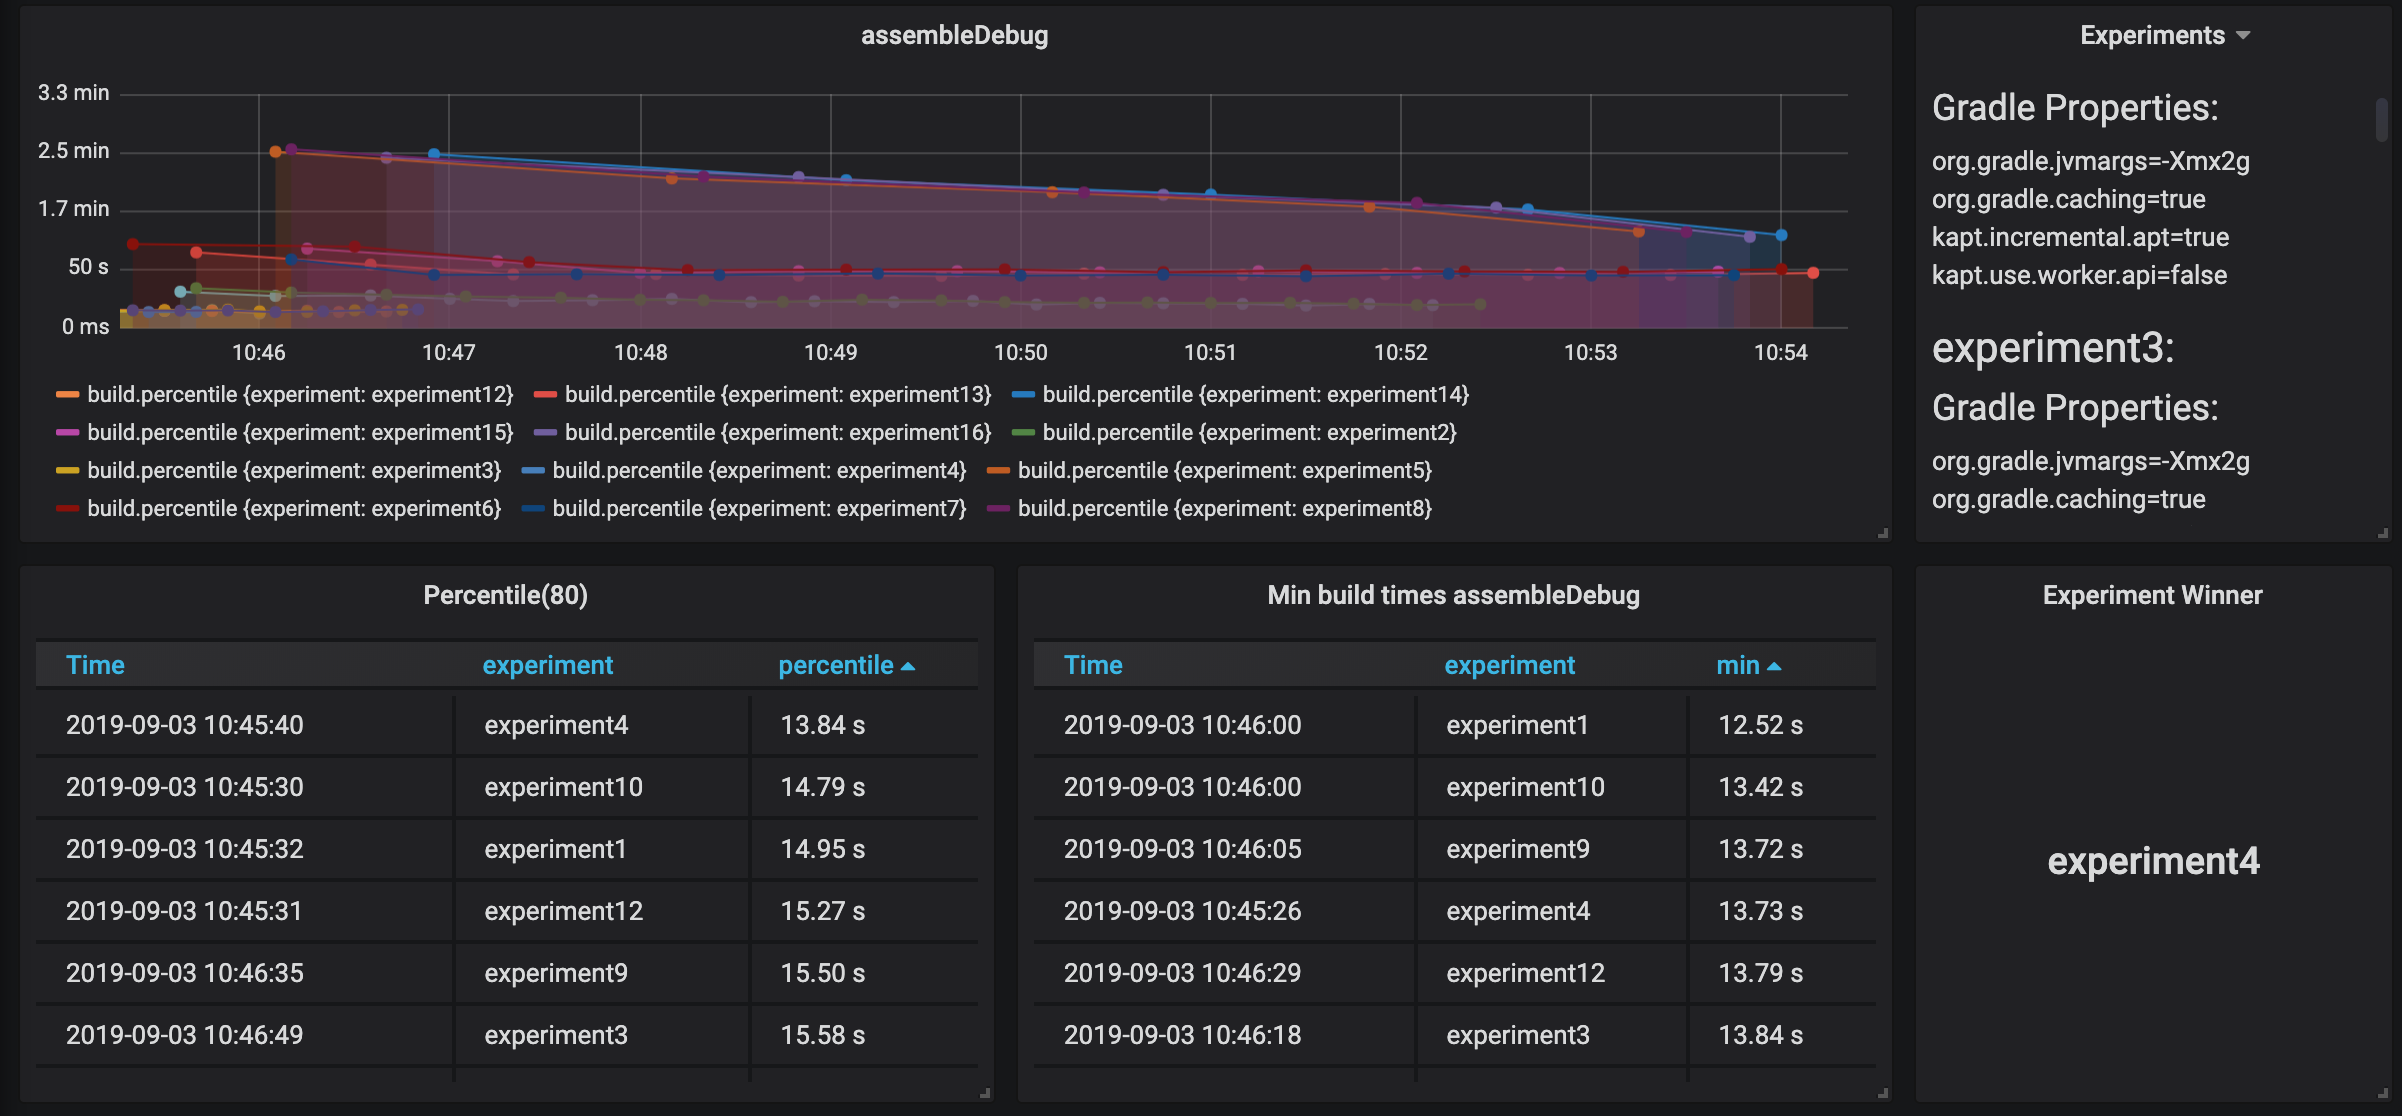 assembleDebug
3.3 min
2.5 min
1.7 min
50 s
0 ms
10:46 10:47 10:48 10:49 10:50 10:51 10:52 10:53 10:54
build.percentile {experiment: experiment12} build.percentile {experiment: experiment13} build.percentile {experiment: experiment14}
build.percentile {experiment: experiment15} build.percentile {experiment: experiment16} build.percentile {experiment: experiment2}
build.percentile {experiment: experiment3} build.percentile {experiment: experiment4} build.percentile {experiment: experiment5}
build.percentile {experiment: experiment6} build.percentile {experiment: experiment7} build.percentile {experiment: experiment8}
Experiments
Gradle Properties:
org.gradle.jvmargs=-Xmx2g
org.gradle.caching=true
kapt.incremental.apt=true
kapt.use.worker.api=false
experiment3:
Gradle Properties:
org.gradle.jvmargs=-Xmx2g
org.gradle.caching=true
Percentile(80)
Time experiment percentile
2019-09-03 10:45:40 experiment4 13.84 s
2019-09-03 10:45:30 experiment10 14.79 s
2019-09-03 10:45:32 experiment1 14.95 s
2019-09-03 10:45:31 experiment12 15.27 s
2019-09-03 10:46:35 experiment9 15.50 s
2019-09-03 10:46:49 experiment3 15.58 s
Min build times assembleDebug
Time experiment min
2019-09-03 10:46:00 experiment1 12.52 s
2019-09-03 10:46:00 experiment10 13.42 s
2019-09-03 10:46:05 experiment9 13.72 s
2019-09-03 10:45:26 experiment4 13.73 s
2019-09-03 10:46:29 experiment12 13.79 s
2019-09-03 10:46:18 experiment3 13.84 s
Experiment Winner
experiment4